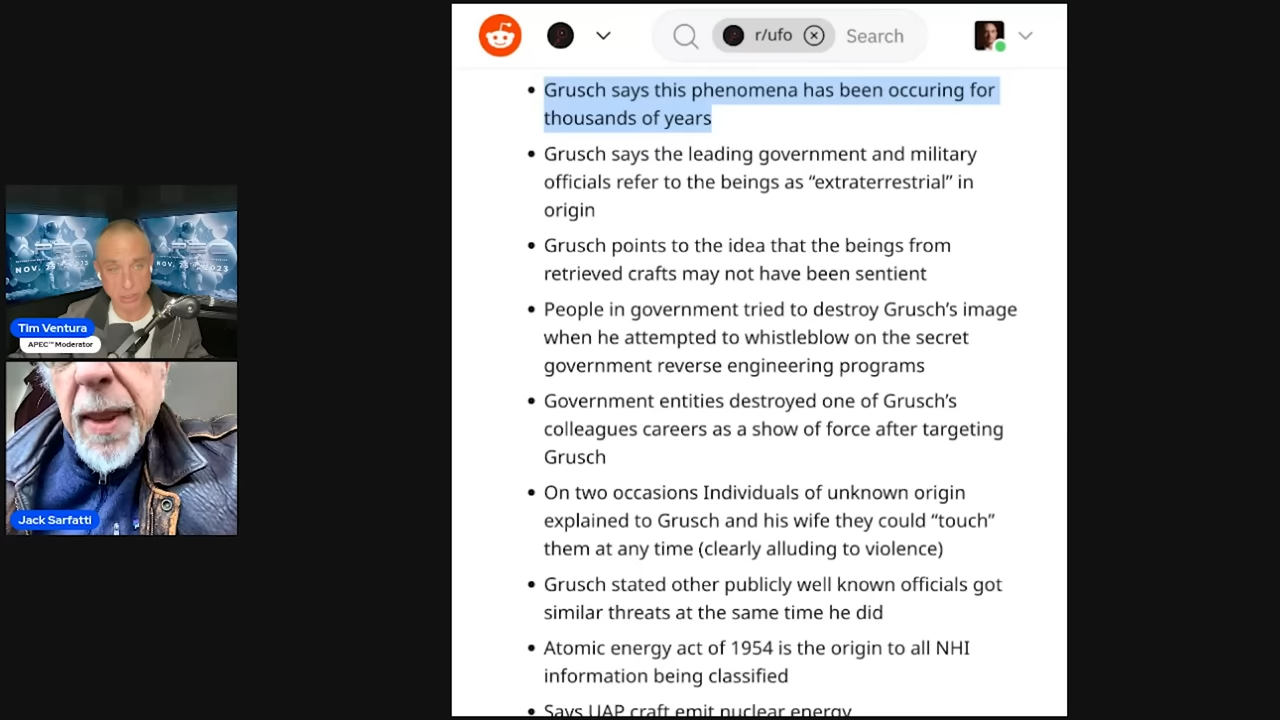 r/ufo
Search
Grusch says this phenomena has been occuring for
thousands of years
Grusch says the leading government and military
officials refer to the beings as “extraterrestrial” in
origin
Grusch points to the idea that the beings from
retrieved crafts may not have been sentient
People in government tried to destroy Grusch’s image
when he attempted to whistleblow on the secret
government reverse engineering programs
Government entities destroyed one of Grusch’s
colleagues careers as a show of force after targeting
Grusch
On two occasions Individuals of unknown origin
explained to Grusch and his wife they could “touch”
them at any time (clearly alluding to violence)
Grusch stated other publicly well known officials got
similar threats at the same time he did
Atomic energy act of 1954 is the origin to all NHI
information being classified
Says UAP craft emit nuclear energy
Tim Ventura
APEC™ Moderator
Jack Sarfatti